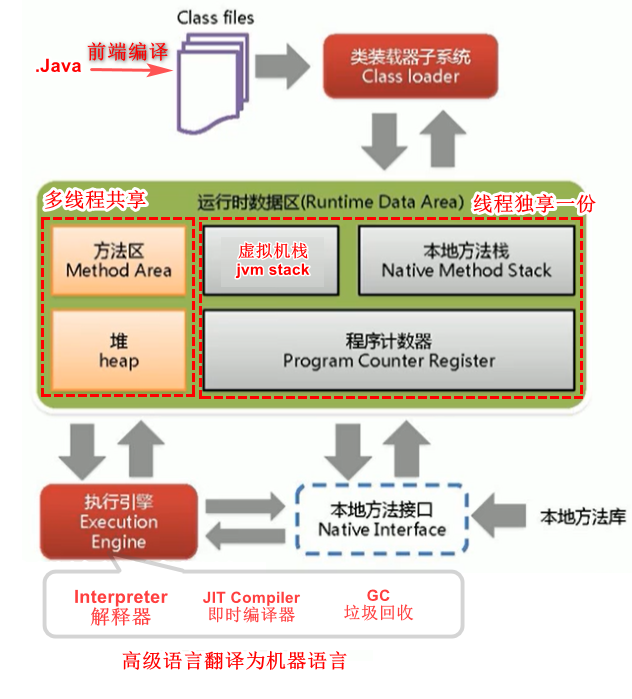 Class files
.Java
前端编译
类装载器子系统
Class loader
多线程共享
运行时数据区(Runtime Data Area)
线程独享一份
方法区
Method Area
虚拟机栈
jvm stack
本地方法栈
Native Method Stack
堆
heap
程序计数器
Program Counter Register
执行引擎
Execution
Engine
本地方法接口
Native Interface
本地方法库
Interpreter
解释器
JIT Compiler
即时编译器
GC
垃圾回收
高级语言翻译为机器语言